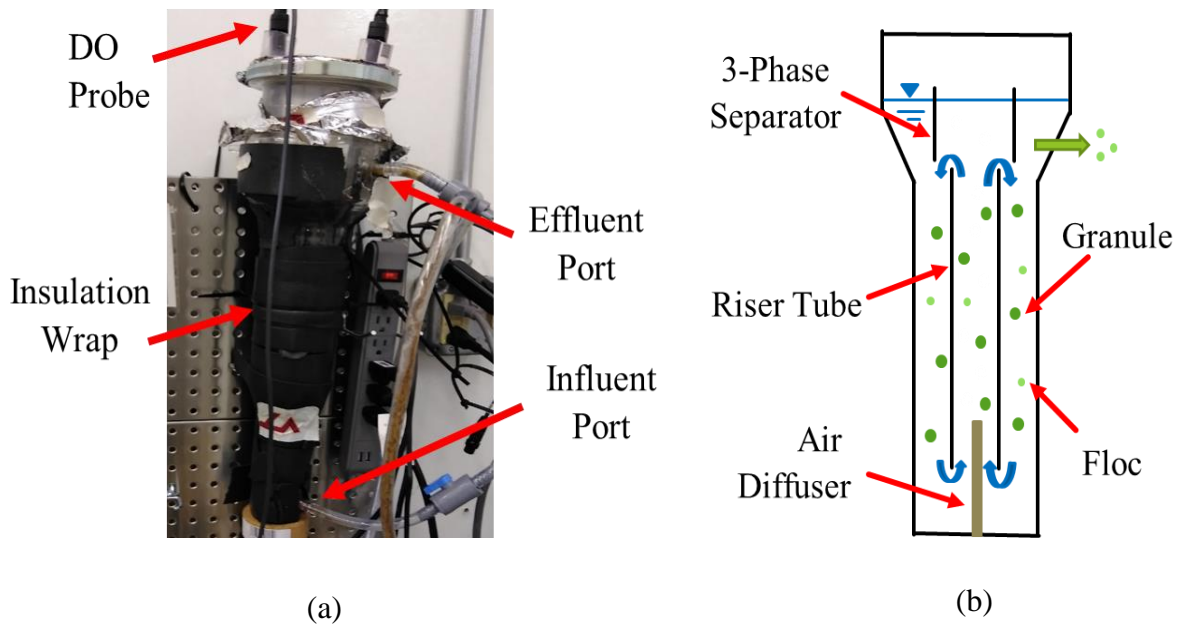 DO
Probe
Insulation
Wrap
Effluent
Port
Influent
Port
(a)
3-Phase
Separator
Riser Tube
Air
Diffuser
Granule
Floc
(b)